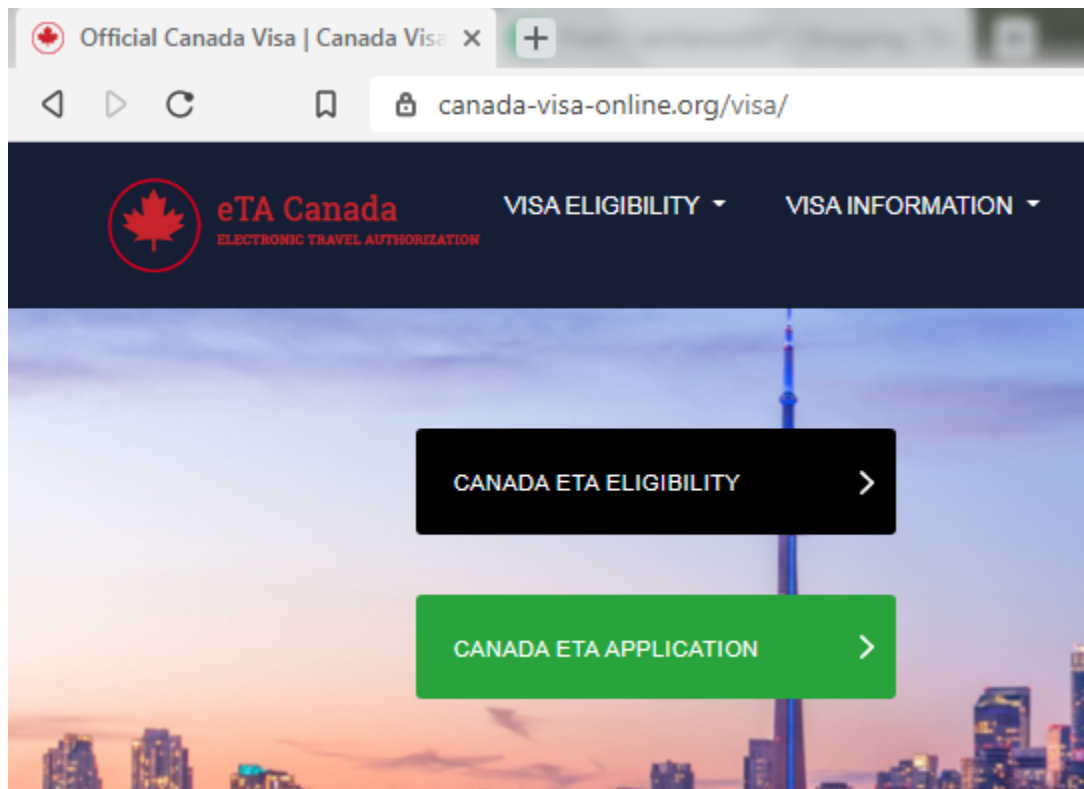 Official Canada Visa | Canada Visa
canada-visa-online.org/visa/
eTA Canada
ELECTRONIC TRAVEL AUTHORIZATION
VISA ELIGIBILITY
VISA INFORMATION
CANADA ETA ELIGIBILITY
CANADA ETA APPLICATION